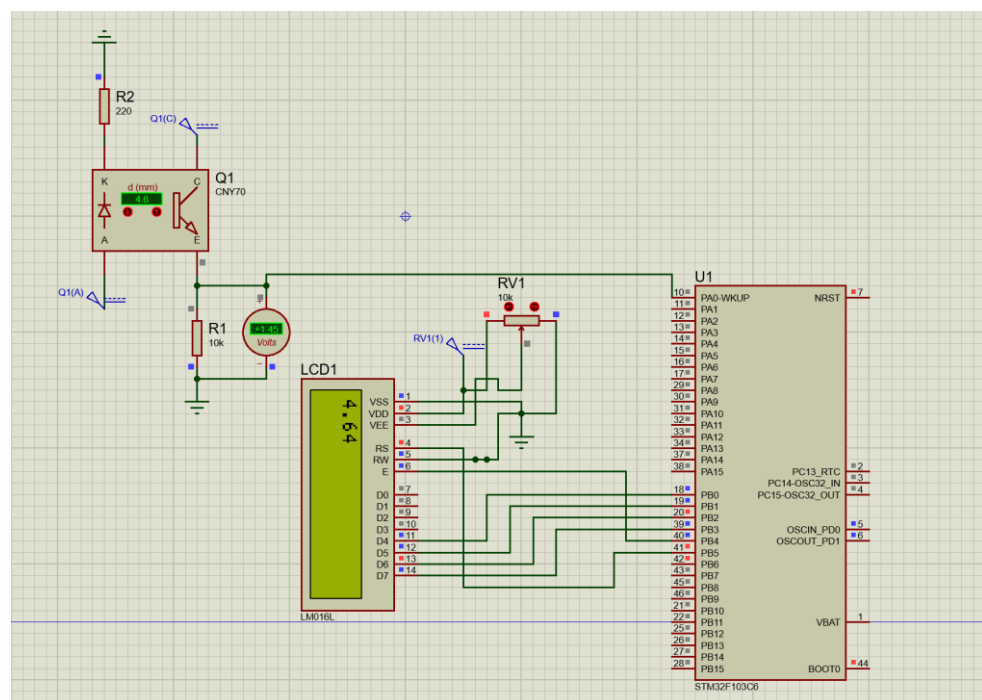 R2
220
Q1(C)
Q1
CNY70
K
C
d (mm)
4.6
A
E
Q1(A)
R1
10k
+1.45
Volts
RV1
10k
RV1(1)
LCD1
4.64
VSS 1
VDD 2
VEE 3
RS 4
RW 5
E 6
D0 7
D1 8
D2 9
D3 10
D4 11
D5 12
D6 13
D7 14
LM016L
U1
10 PA0-WKUP
11 PA1
12 PA2
13 PA3
14 PA4
15 PA5
16 PA6
17 PA7
29 PA8
30 PA9
31 PA10
32 PA11
33 PA12
34 PA13
37 PA14
38 PA15
18 PB0
19 PB1
20 PB2
39 PB3
40 PB4
41 PB5
42 PB6
43 PB7
45 PB8
46 PB9
21 PB10
22 PB11
25 PB12
26 PB13
27 PB14
28 PB15
NRST 7
PC13_RTC 2
PC14-OSC32_IN 3
PC15-OSC32_OUT 4
OSCIN_PD0 5
OSCOUT_PD1 6
VBAT 1
BOOT0 44
STM32F103C6